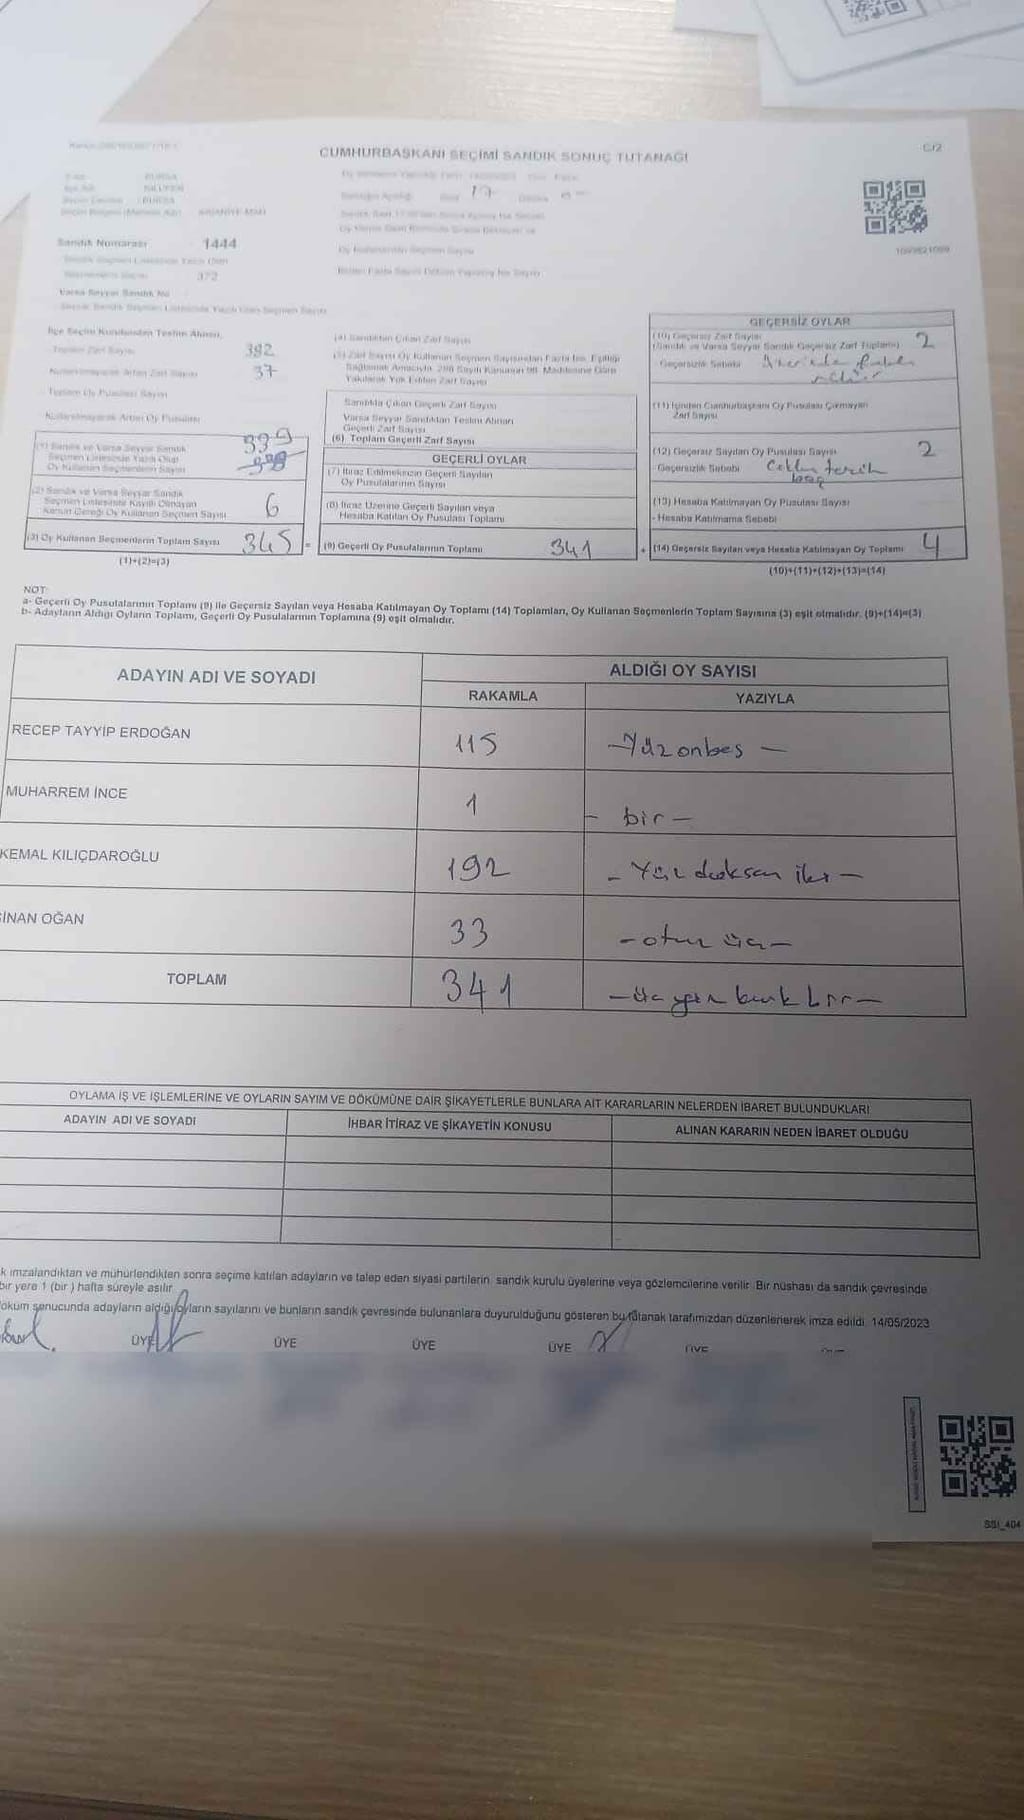 CUMHURBAŞKANI SEÇİMİ SANDIK SONUÇ TUTANAĞI
C/2
BURSA
NİLÜFER
BURSA
17
Sandık Numarası 1444
372
Varsa Seyyar Sandık No
İlçe Seçim Kurulundan Teslim Alınan,
Toplam Zarf Sayısı 382
Kullanılmayarak Artan Zarf Sayısı 37
Toplam Oy Pusulası Sayısı
Kullanılmayarak Artan Oy Pusulası
(1) Sandık ve Varsa Seyyar Sandık
Seçmen Listesinde Yazılı Olup
Oy Kullanan Seçmenlerin Sayısı
339
(2) Sandık ve Varsa Seyyar Sandık
Seçmen Listesinde Kayıtlı Olmayan
Kanun Gereği Oy Kullanan Seçmen Sayısı
6
(3) Oy Kullanan Seçmenlerin Toplam Sayısı 345 =
(1)+(2)=(3)
(4) Sandıktan Çıkan Zarf Sayısı
(5) Zarf Sayısı Oy Kullanan Seçmen Sayısından Fazla İse, Eşitliği
Sağlamak Amacıyla, 298 Sayılı Kanunun 98. Maddesine Göre
Yakılarak Yok Edilen Zarf Sayısı
Sandıkta Çıkan Geçerli Zarf Sayısı
Varsa Seyyar Sandıktan Teslim Alınan
Geçerli Zarf Sayısı
(6) Toplam Geçerli Zarf Sayısı
GEÇERLİ OYLAR
(7) İtiraz Edilmeksizin Geçerli Sayılan
Oy Pusulalarının Sayısı
(8) İtiraz Üzerine Geçerli Sayılan veya
Hesaba Katılan Oy Pusulası Toplamı
(9) Geçerli Oy Pusulalarının Toplamı 341 +
GEÇERSİZ OYLAR
(10) Geçersiz Zarf Sayısı
(Sandık ve Varsa Seyyar Sandık Geçersiz Zarf Toplamı) 2
Geçersizlik Sebebi
(11) İçinden Cumhurbaşkanı Oy Pusulası Çıkmayan
Zarf Sayısı
(12) Geçersiz Sayılan Oy Pusulası Sayısı 2
Geçersizlik Sebebi tercih
(13) Hesaba Katılmayan Oy Pusulası Sayısı
- Hesaba Katılmama Sebebi
(14) Geçersiz Sayılan veya Hesaba Katılmayan Oy Toplamı 4
(10)+(11)+(12)+(13)=(14)
NOT:
a- Geçerli Oy Pusulalarının Toplamı (9) ile Geçersiz Sayılan veya Hesaba Katılmayan Oy Toplamı (14) Toplamları, Oy Kullanan Seçmenlerin Toplam Sayısına (3) eşit olmalıdır. (9)+(14)=(3)
b- Adayların Aldığı Oyların Toplamı, Geçerli Oy Pusulalarının Toplamına (9) eşit olmalıdır.
ADAYIN ADI VE SOYADI
ALDIĞI OY SAYISI
RAKAMLA YAZIYLA
RECEP TAYYİP ERDOĞAN 115 - Yüzonbeş -
MUHARREM İNCE 1 - bir -
KEMAL KILIÇDAROĞLU 192 - Yüz doksan iki -
SİNAN OĞAN 33 - otuz üç -
TOPLAM 341 - üç yüz kırk bir -
OYLAMA İŞ VE İŞLEMLERİNE VE OYLARIN SAYIM VE DÖKÜMÜNE DAİR ŞİKAYETLERLE BUNLARA AİT KARARLARIN NELERDEN İBARET BULUNDUKLARI
ADAYIN ADI VE SOYADI İHBAR İTİRAZ VE ŞİKAYETİN KONUSU ALINAN KARARIN NEDEN İBARET OLDUĞU
k imzalandıktan ve mühürlendikten sonra seçime katılan adayların ve talep eden siyasi partilerin sandık kurulu üyelerine veya gözlemcilerine verilir. Bir nüshası da sandık çevresinde
bir yere 1 (bir) hafta süreyle asılır.
döküm sonucunda adayların aldığı oyların sayılarını ve bunların sandık çevresinde bulunanlara duyurulduğunu gösteren bu tutanak tarafımızdan düzenlenerek imza edildi. 14/05/2023
ÜYE ÜYE ÜYE ÜYE ÜYE
SSI_404